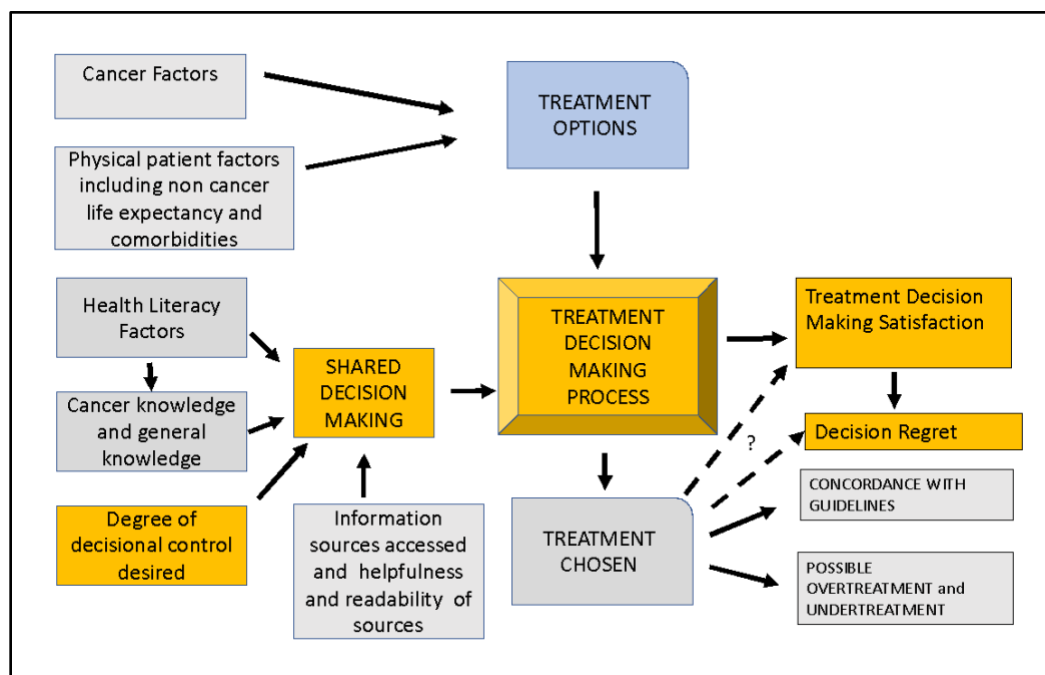 Cancer Factors
TREATMENT
OPTIONS
Physical patient factors
including non cancer
life expectancy and
comorbidities
Health Literacy
Factors
Cancer knowledge
and general
knowledge
Degree of
decisional control
desired
SHARED
DECISION
MAKING
Information
sources accessed
and helpfulness
and readability of
sources
TREATMENT
DECISION
MAKING
PROCESS
TREATMENT
CHOSEN
Treatment Decision
Making Satisfaction
?
Decision Regret
CONCORDANCE WITH
GUIDELINES
POSSIBLE
OVERTREATMENT and
UNDERTREATMENT